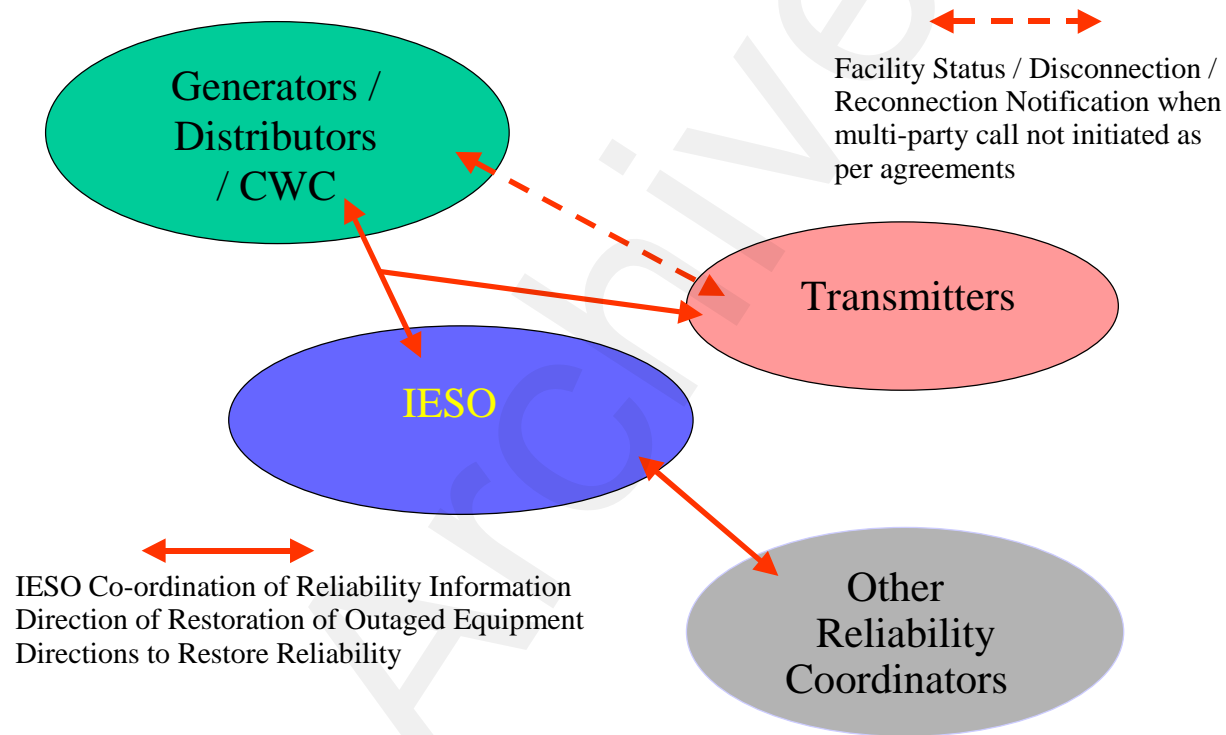 Generators /
Distributors
/ CWC
Facility Status / Disconnection /
Reconnection Notification when
multi-party call not initiated as
per agreements
Transmitters
IESO
IESO Co-ordination of Reliability Information
Direction of Restoration of Outaged Equipment
Directions to Restore Reliability
Other
Reliability
Coordinators
Archive